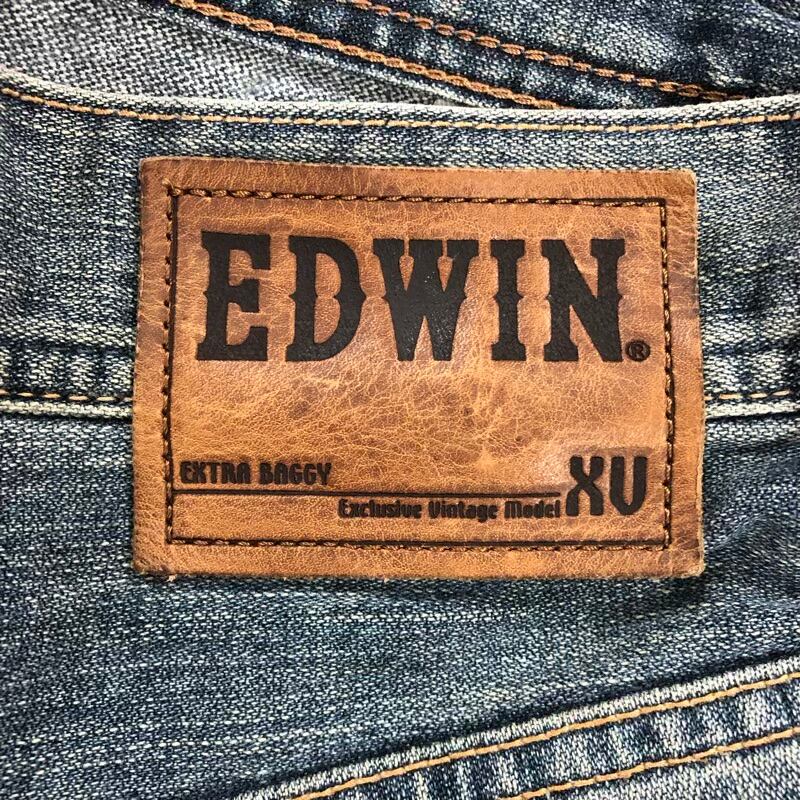 EDWIN®
EXTRA BAGGY
Exclusive Vintage Model XV